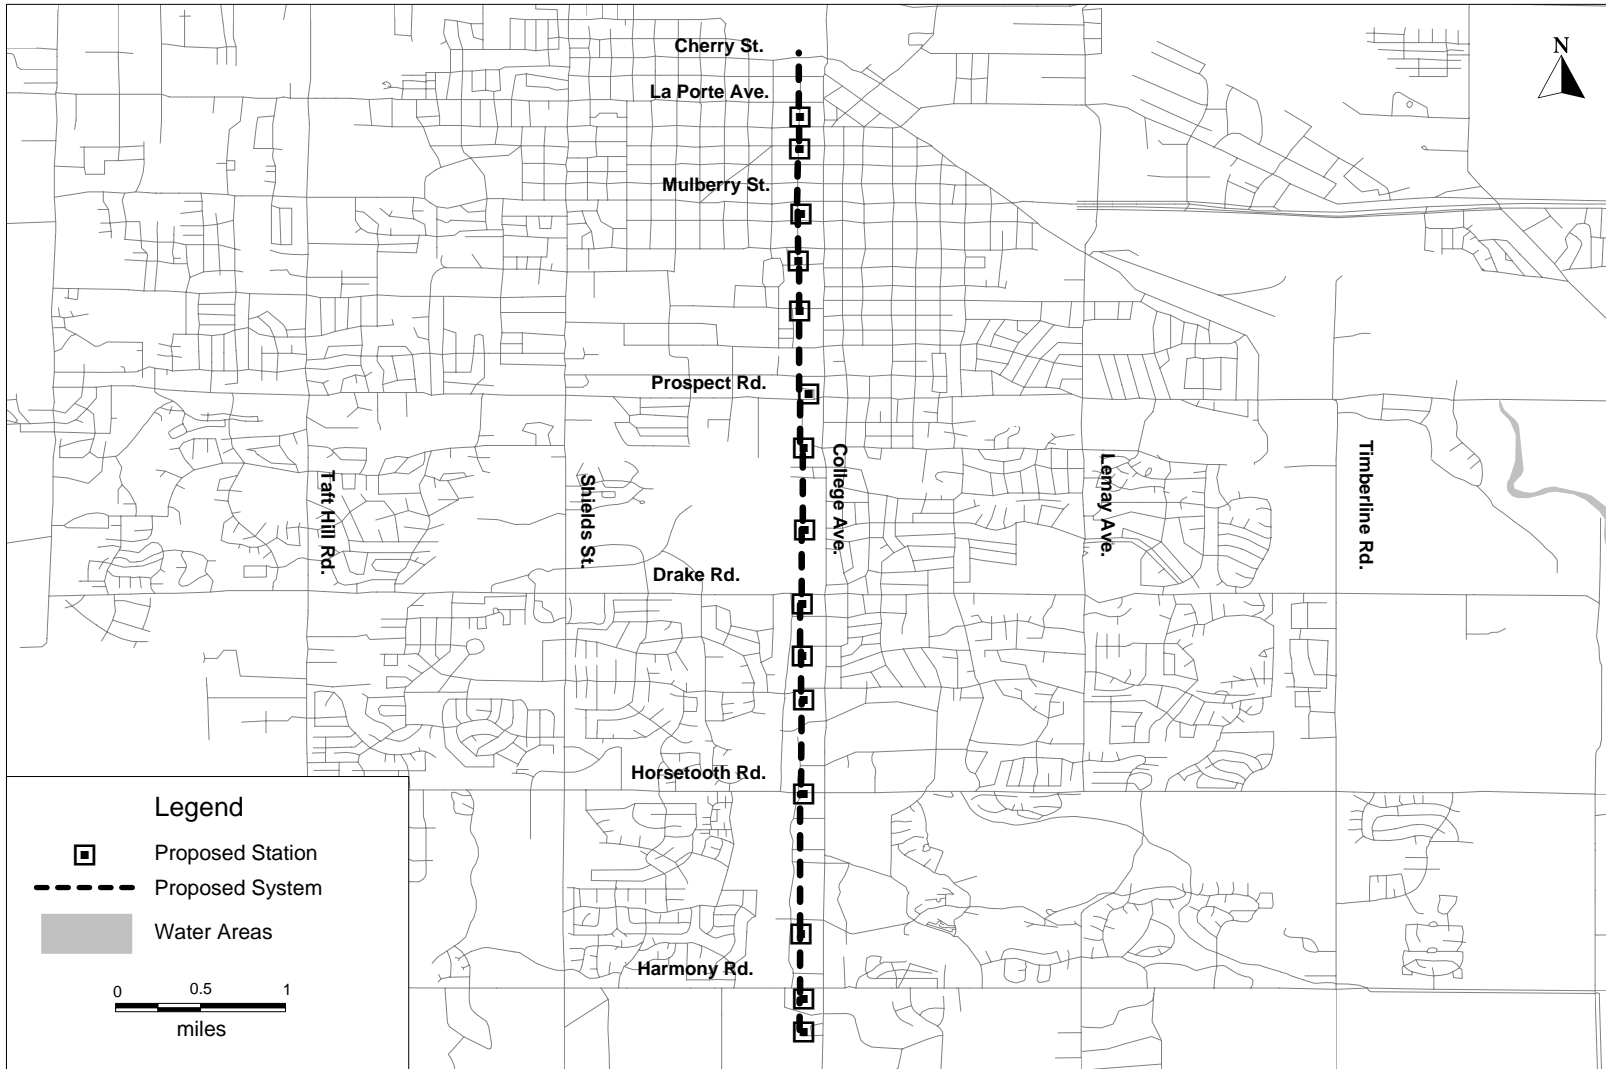 Cherry St.
N
La Porte Ave.
Mulberry St.
Prospect Rd.
Taft Hill Rd.
Shields St.
College Ave.
Lemay Ave.
Timberline Rd.
Drake Rd.
Horsetooth Rd.
Harmony Rd.
Legend
Proposed Station
Proposed System
Water Areas
0 0.5 1
miles